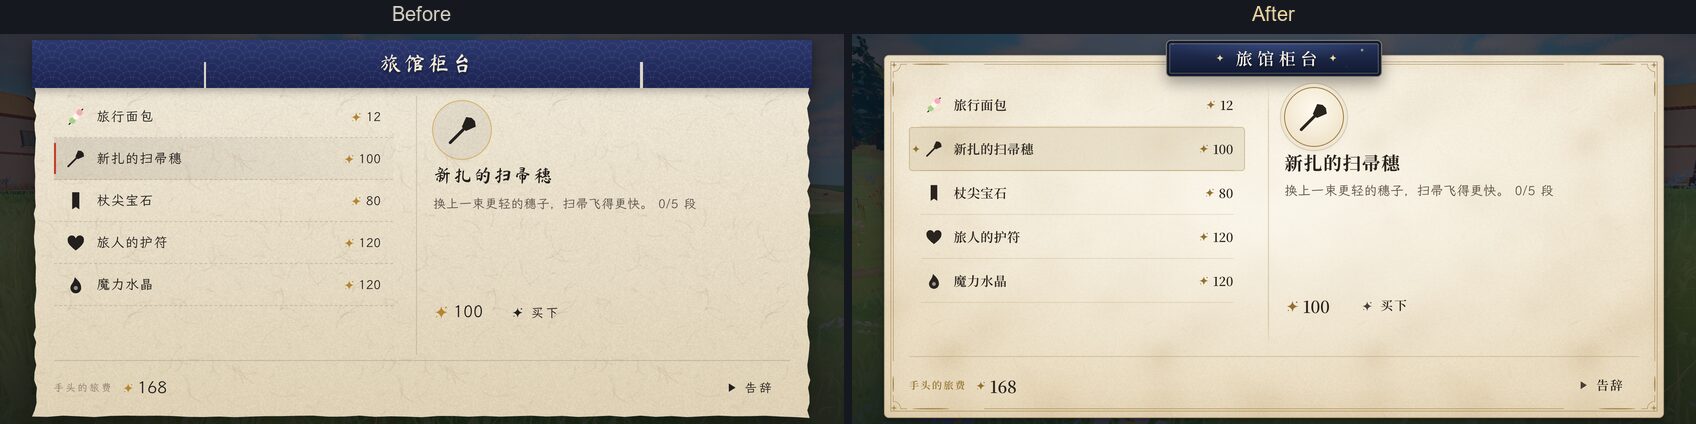 Before
旅馆柜台
旅行面包 12
新扎的扫帚穗 100
杖尖宝石 80
旅人的护符 120
魔力水晶 120
新扎的扫帚穗
换上一束更轻的穗子，扫帚飞得更快。 0/5 段
100 买下
手头的旅费 168
告辞
After
旅馆柜台
旅行面包 12
新扎的扫帚穗 100
杖尖宝石 80
旅人的护符 120
魔力水晶 120
新扎的扫帚穗
换上一束更轻的穗子，扫帚飞得更快。 0/5 段
100 买下
手头的旅费 168
告辞